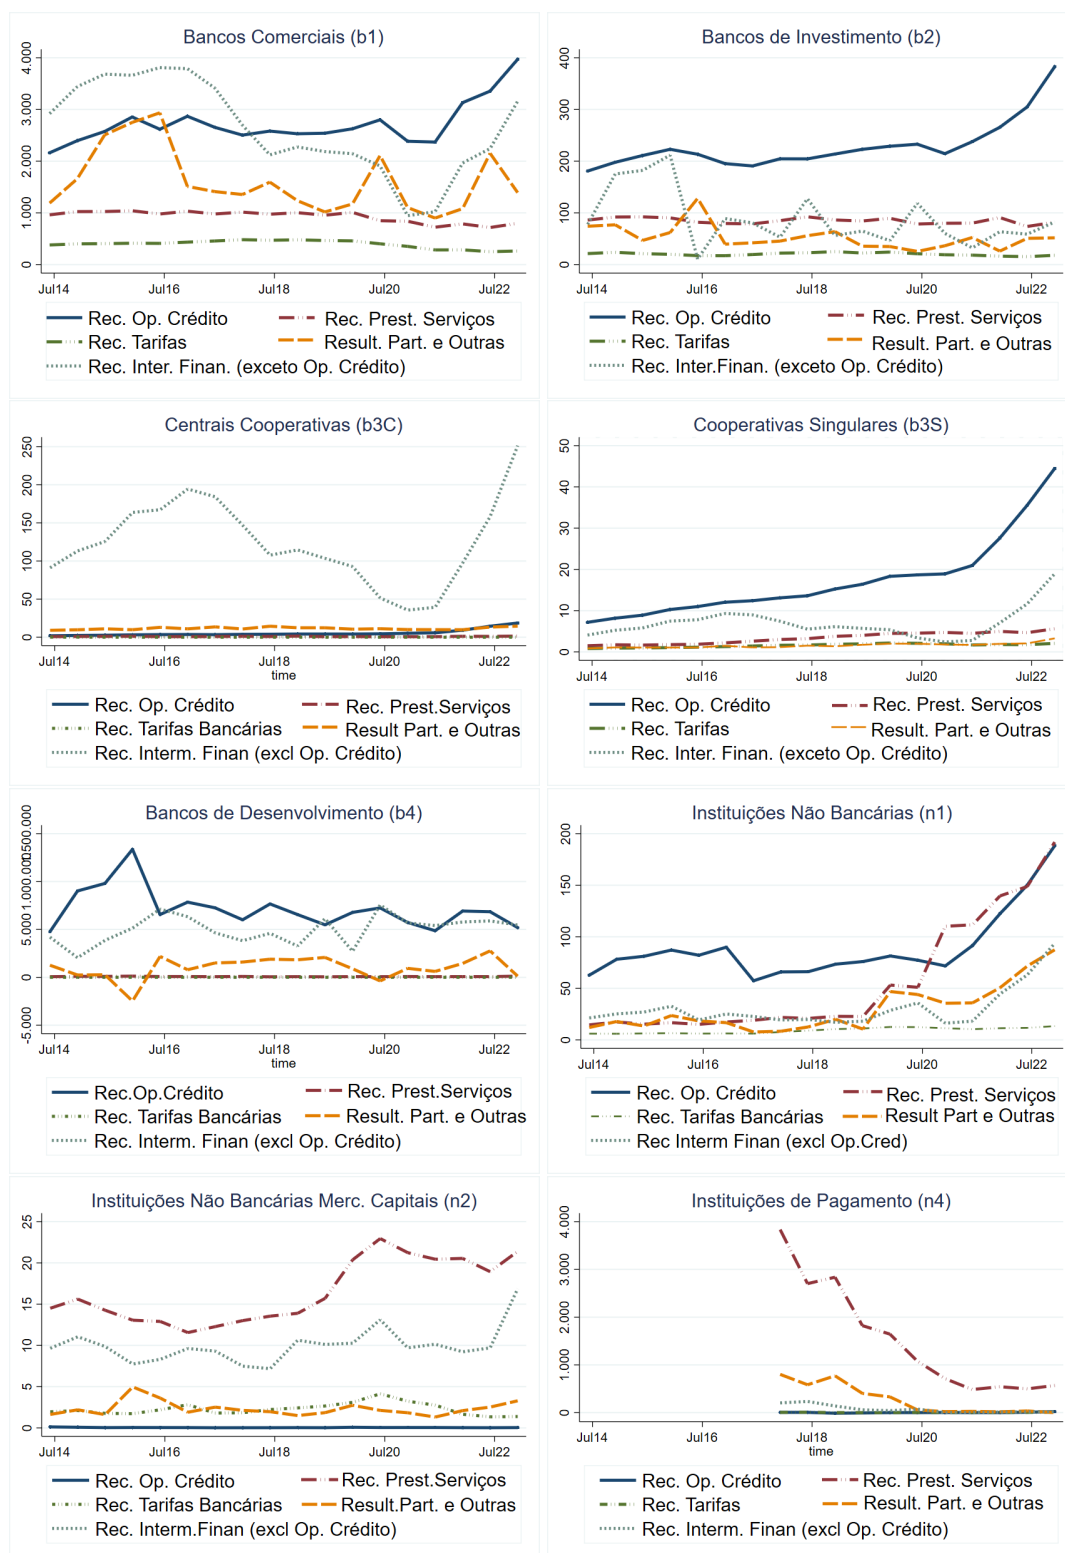 Bancos Comerciais (b1)
4.000
3.000
2.000
1.000
0
Jul14 Jul16 Jul18 Jul20 Jul22
Rec. Op. Crédito Rec. Prest. Serviços
Rec. Tarifas Result. Part. e Outras
Rec. Inter. Finan. (exceto Op. Crédito)
Bancos de Investimento (b2)
400
300
200
100
0
Jul14 Jul16 Jul18 Jul20 Jul22
Rec. Op. Crédito Rec. Prest. Serviços
Rec. Tarifas Result. Part. e Outras
Rec. Inter.Finan. (exceto Op. Crédito)
Centrais Cooperativas (b3C)
250
200
150
100
50
0
Jul14 Jul16 Jul18 Jul20 Jul22
time
Rec. Op. Crédito Rec. Prest.Serviços
Rec. Tarifas Bancárias Result Part. e Outras
Rec. Interm. Finan (excl Op. Crédito)
Cooperativas Singulares (b3S)
50
40
30
20
10
0
Jul14 Jul16 Jul18 Jul20 Jul22
Rec. Op. Crédito Rec. Prest. Serviços
Rec. Tarifas Result. Part. e Outras
Rec. Inter. Finan. (exceto Op. Crédito)
Bancos de Desenvolvimento (b4)
5.000
0
-5.000
Jul14 Jul16 Jul18 Jul20 Jul22
time
Rec.Op.Crédito Rec. Prest.Serviços
Rec. Tarifas Bancárias Result. Part. e Outras
Rec. Interm. Finan (excl Op. Crédito)
Instituições Não Bancárias (n1)
200
150
100
50
0
Jul14 Jul16 Jul18 Jul20 Jul22
Rec. Op. Crédito Rec. Prest. Serviços
Rec. Tarifas Bancárias Result Part. e Outras
Rec Interm Finan (excl Op.Cred)
Instituições Não Bancárias Merc. Capitais (n2)
25
20
15
10
5
0
Jul14 Jul16 Jul18 Jul20 Jul22
Rec. Op. Crédito Rec. Prest.Serviços
Rec. Tarifas Bancárias Result.Part. e Outras
Rec. Interm.Finan (excl Op. Crédito)
Instituições de Pagamento (n4)
4.000
3.000
2.000
1.000
0
Jul14 Jul16 Jul18 Jul20 Jul22
time
Rec. Op. Crédito Rec. Prest. Serviços
Rec. Tarifas Result. Part. e Outras
Rec. Interm. Finan (excl Op. Crédito)